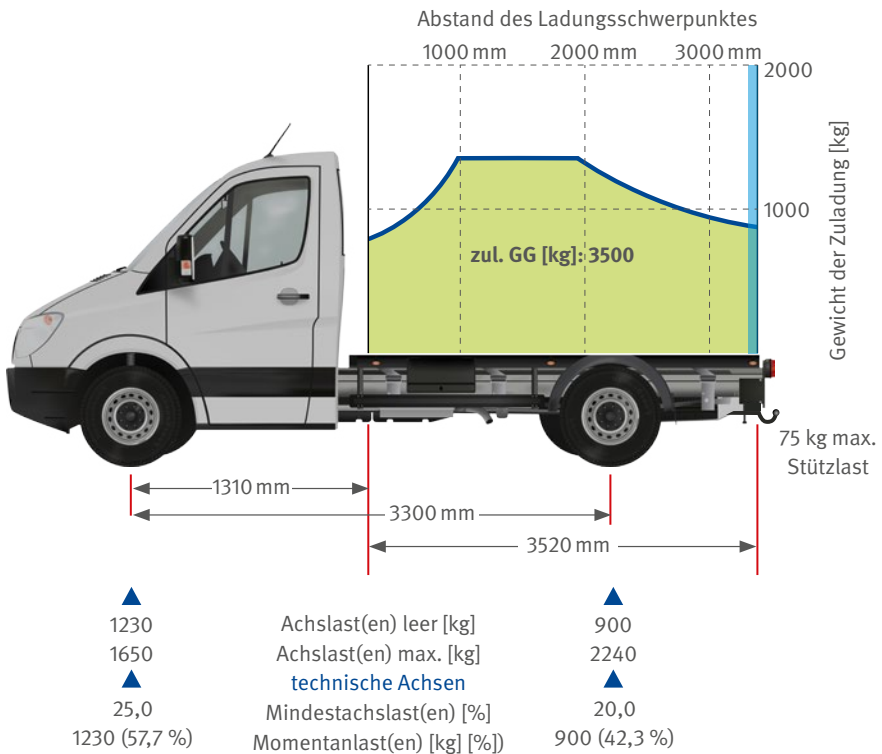 Abstand des Ladungsschwerpunktes
1000 mm 2000 mm 3000 mm
2000
1000
Gewicht der Zuladung [kg]
zul. GG [kg]: 3500
75 kg max.
Stützlast
1310 mm
3300 mm
3520 mm
1230 Achslast(en) leer [kg] 900
1650 Achslast(en) max. [kg] 2240
technische Achsen
25,0 Mindestachslast(en) [%] 20,0
1230 (57,7 %) Momentanlast(en) [kg] [%]) 900 (42,3 %)